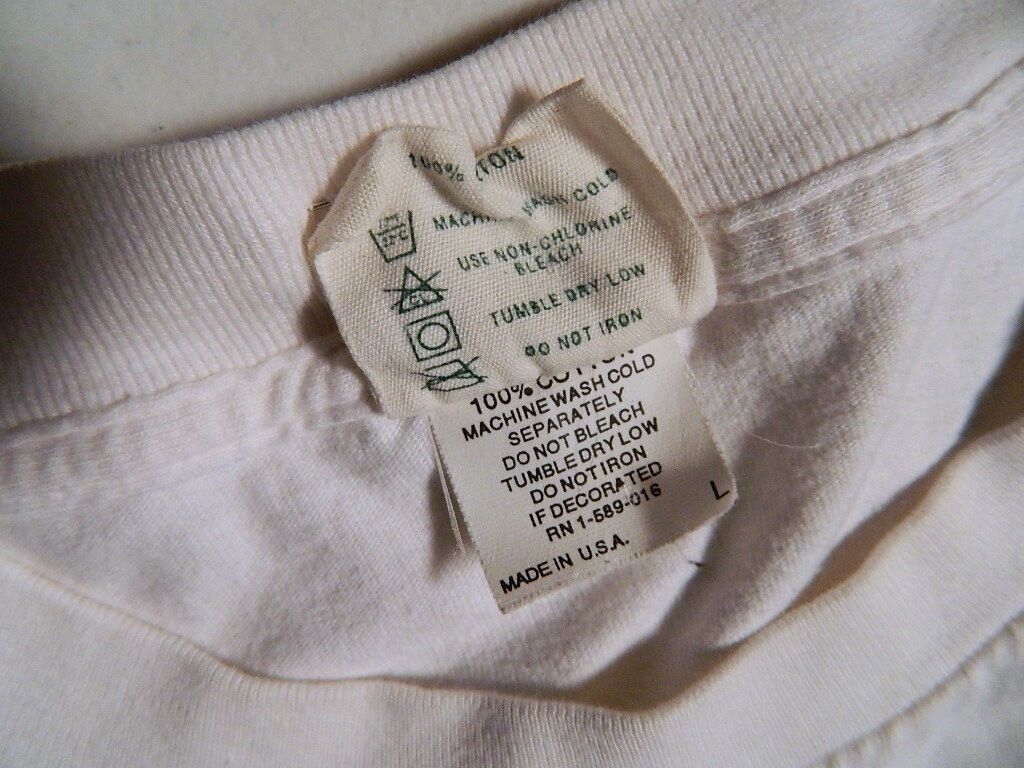 100%
WASH COLD
USE NON-CHLORINE
BLEACH
TUMBLE DRY LOW
DO NOT IRON
100% COTTON
MACHINE WASH COLD
SEPARATELY
DO NOT BLEACH
TUMBLE DRY LOW
DO NOT IRON
IF DECORATED
RN 1-589-016
L
MADE IN U.S.A.